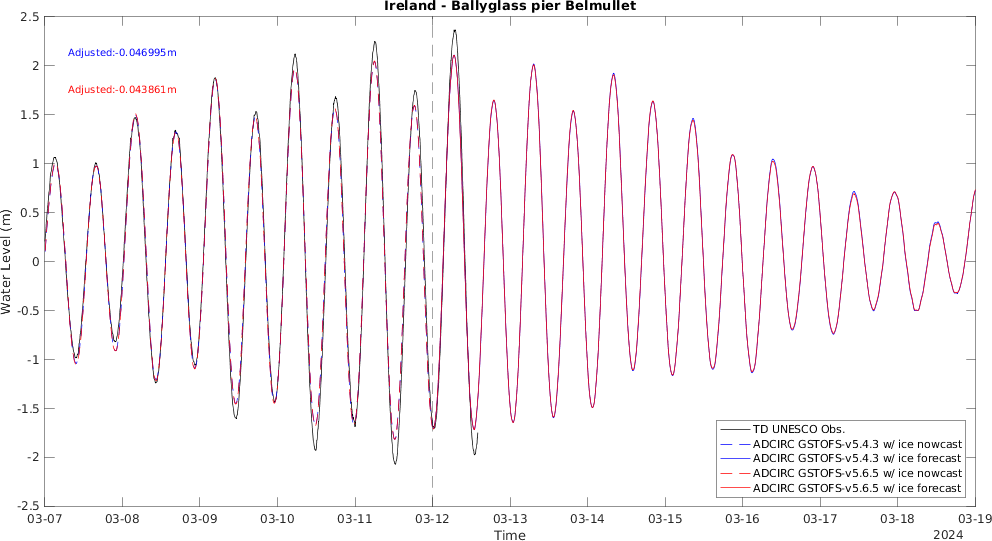 Ireland - Ballyglass pier Belmullet
2.5
2
1.5
1
0.5
0
-0.5
-1
-1.5
-2
-2.5
Water Level (m)
Adjusted:-0.046995m
Adjusted:-0.043861m
TD UNESCO Obs.
ADCIRC GSTOFS-v5.4.3 w/ ice nowcast
ADCIRC GSTOFS-v5.4.3 w/ ice forecast
ADCIRC GSTOFS-v5.6.5 w/ ice nowcast
ADCIRC GSTOFS-v5.6.5 w/ ice forecast
03-07 03-08 03-09 03-10 03-11 03-12 03-13 03-14 03-15 03-16 03-17 03-18 03-19
Time
2024